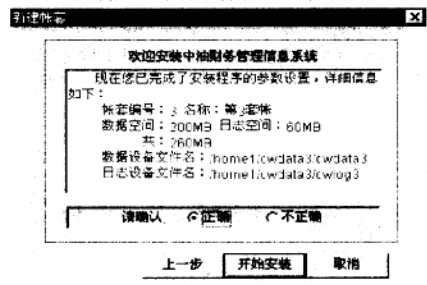 新建帐套
欢迎安装中油财务管理信息系统
现在您已完成了安装程序的参数设置，详细信息
如下：
帐套编号：3 名称：第3套帐
数据空间：200MB 日志空间：60MB
共：260MB
数据设备文件名：/home1/cwdata3/cwdata3
日志设备文件名：/home1/cwdata3/cwlog3
请确认 正确 不正确
上一步 开始安装 取消